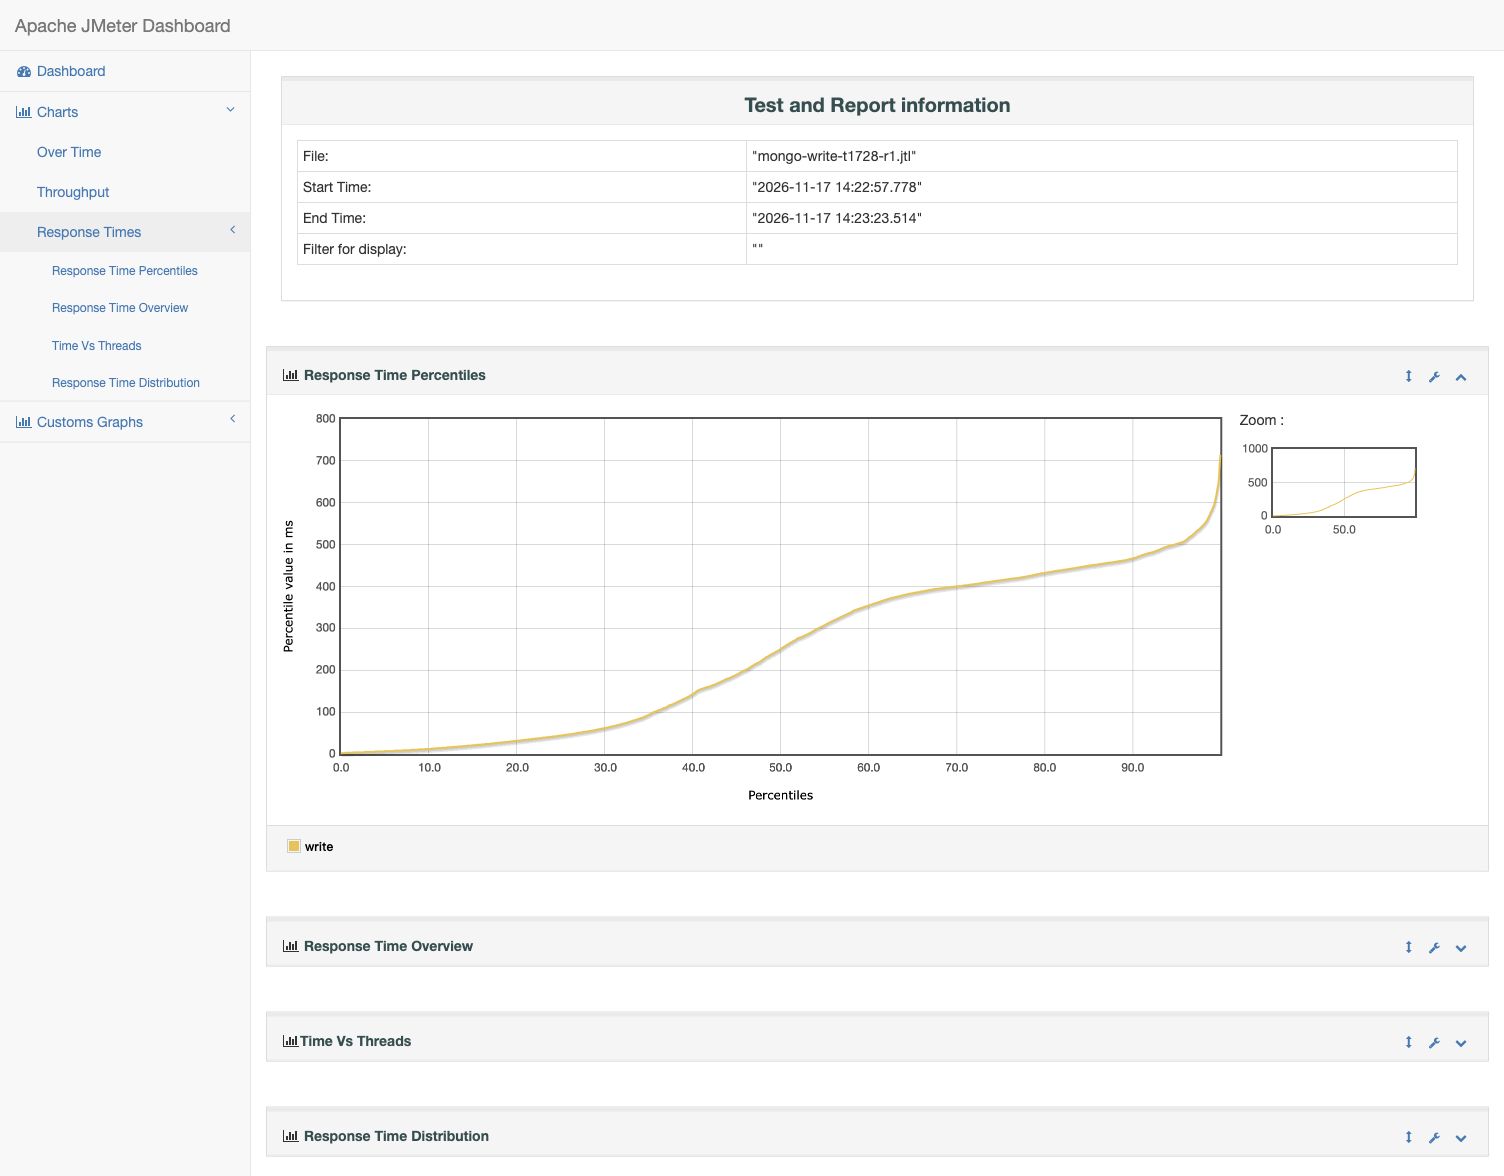 Apache JMeter Dashboard
Dashboard
Charts
Over Time
Throughput
Response Times
Response Time Percentiles
Response Time Overview
Time Vs Threads
Response Time Distribution
Customs Graphs
Test and Report information
File: "mongo-write-t1728-r1.jtl"
Start Time: "2026-11-17 14:22:57.778"
End Time: "2026-11-17 14:23:23.514"
Filter for display: ""
Response Time Percentiles
800
700
600
500
400
300
200
100
0
Percentile value in ms
0.0 10.0 20.0 30.0 40.0 50.0 60.0 70.0 80.0 90.0
Percentiles
Zoom :
1000
500
0
0.0 50.0
write
Response Time Overview
Time Vs Threads
Response Time Distribution